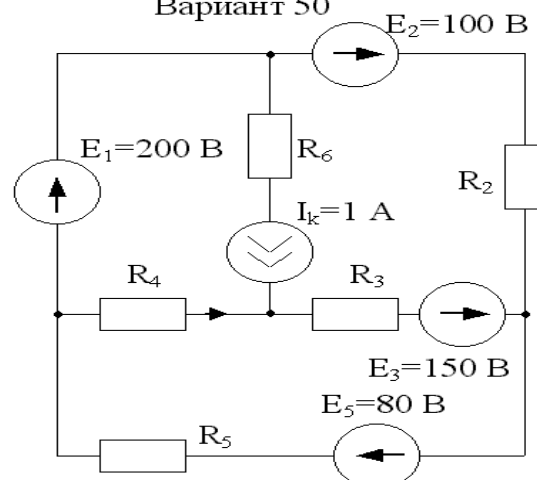 Вариант 50
E₂=100 В
E₁=200 В
R₆
R₂
Iₖ=1 А
R₄
R₃
E₃=150 В
E₅=80 В
R₅